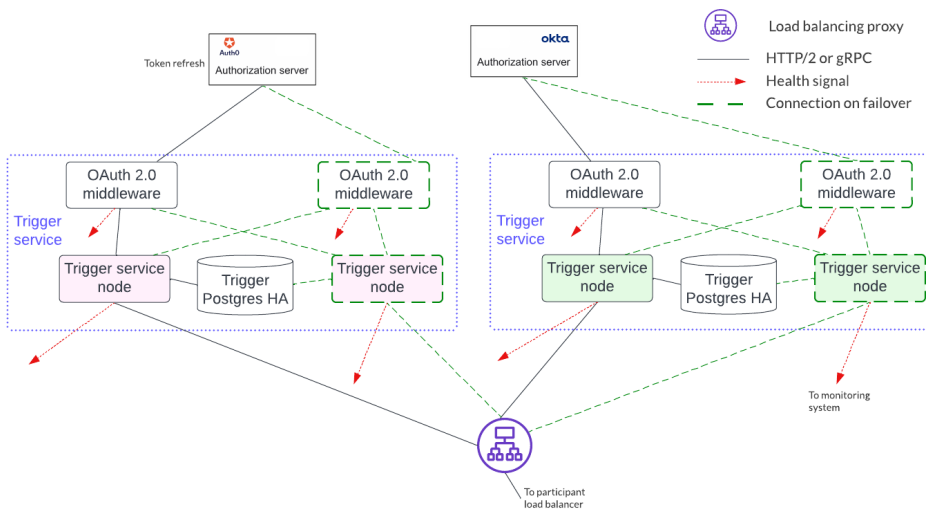 Load balancing proxy
HTTP/2 or gRPC
Health signal
Connection on failover
Token refresh
Auth0
Authorization server
okta
Authorization server
Trigger
service
OAuth 2.0
middleware
OAuth 2.0
middleware
Trigger service
node
Trigger
Postgres HA
Trigger service
node
Trigger
service
OAuth 2.0
middleware
OAuth 2.0
middleware
Trigger service
node
Trigger
Postgres HA
Trigger service
node
To monitoring
system
To participant
load balancer